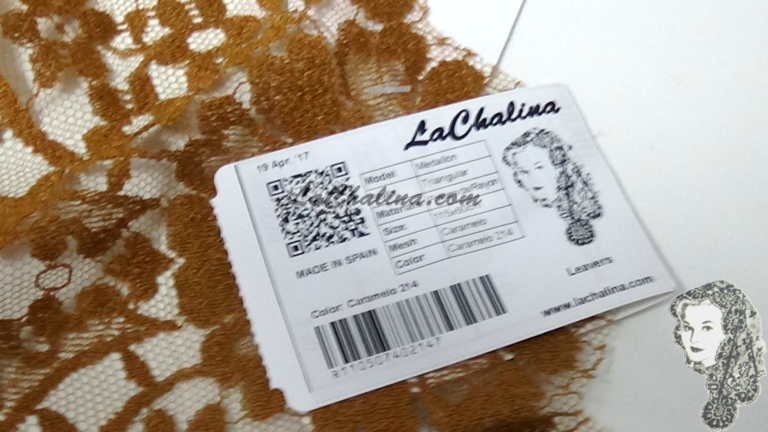 LaChalina
19 Apr. '17
Model: Medallon
Triangular
Size:
Mesh: Caramelo
Color: Caramelo 214
LaChalina.com
MADE IN SPAIN
Color: Caramelo 214
Leavers
www.lachalina.com
8110507402147